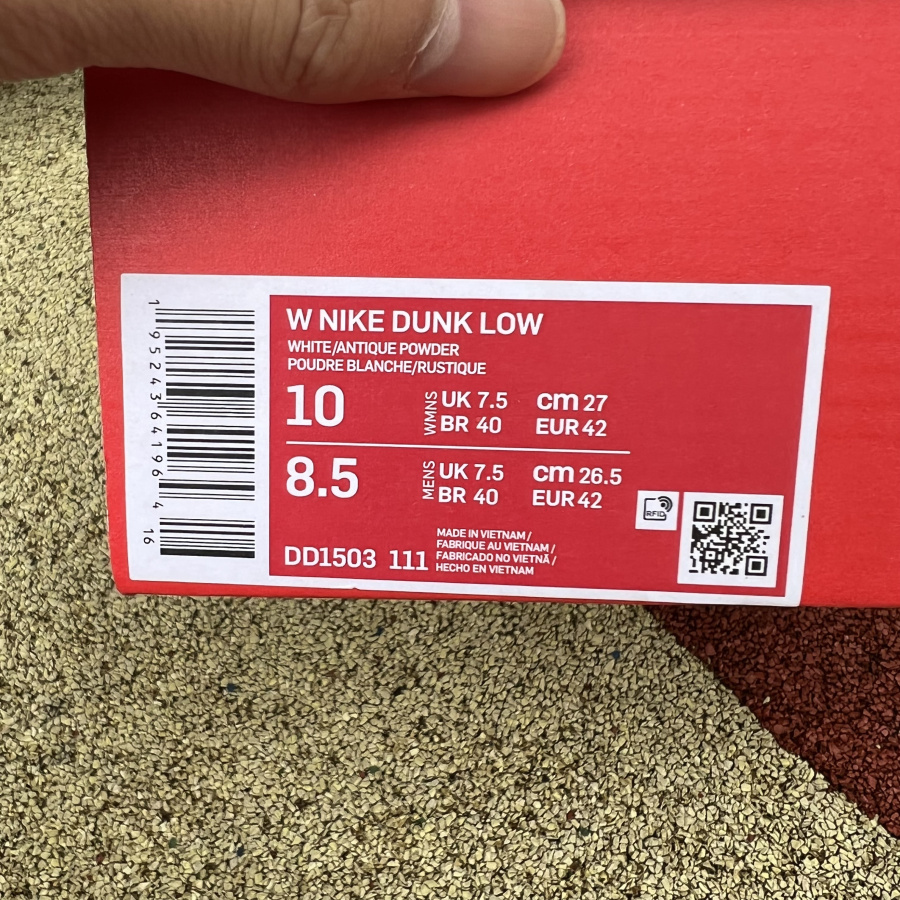 W NIKE DUNK LOW
WHITE/ANTIQUE POWDER
POUDRE BLANCHE/RUSTIQUE
10 WMNS UK 7.5 cm 27
BR 40 EUR 42
8.5 MENS UK 7.5 cm 26.5
BR 40 EUR 42
RFID
MADE IN VIETNAM /
FABRIQUE AU VIETNAM /
FABRICADO NO VIETNÃ /
HECHO EN VIETNAM
DD1503 111
1 95243 64196 4 16